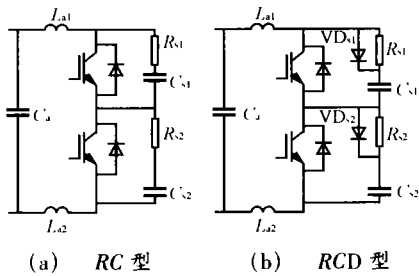 La1
La1
Rs1
VDs1
Rs1
Cs1
Cs1
Cd
Cd
VDs2
Rs2
Rs2
Cs2
Cs2
La2
La2
(a) RC 型
(b) RCD 型